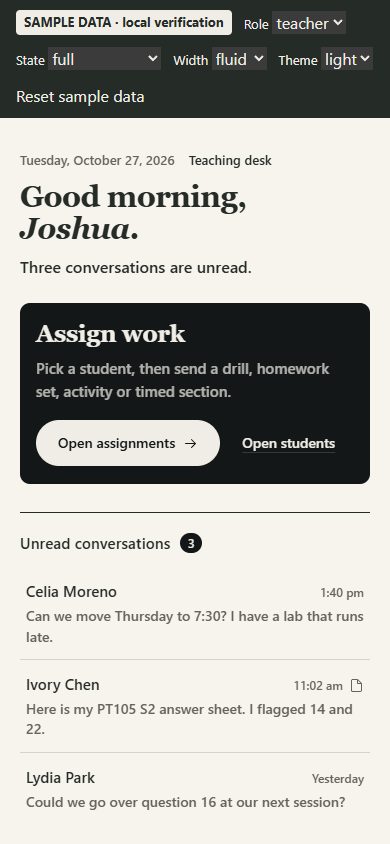 SAMPLE DATA · local verification Role teacher
State full Width fluid Theme light
Reset sample data
Tuesday, October 27, 2026 Teaching desk
Good morning,
Joshua.
Three conversations are unread.
Assign work
Pick a student, then send a drill, homework
set, activity or timed section.
Open assignments → Open students
Unread conversations 3
Celia Moreno 1:40 pm
Can we move Thursday to 7:30? I have a lab that runs
late.
Ivory Chen 11:02 am
Here is my PT105 S2 answer sheet. I flagged 14 and
22.
Lydia Park Yesterday
Could we go over question 16 at our next session?